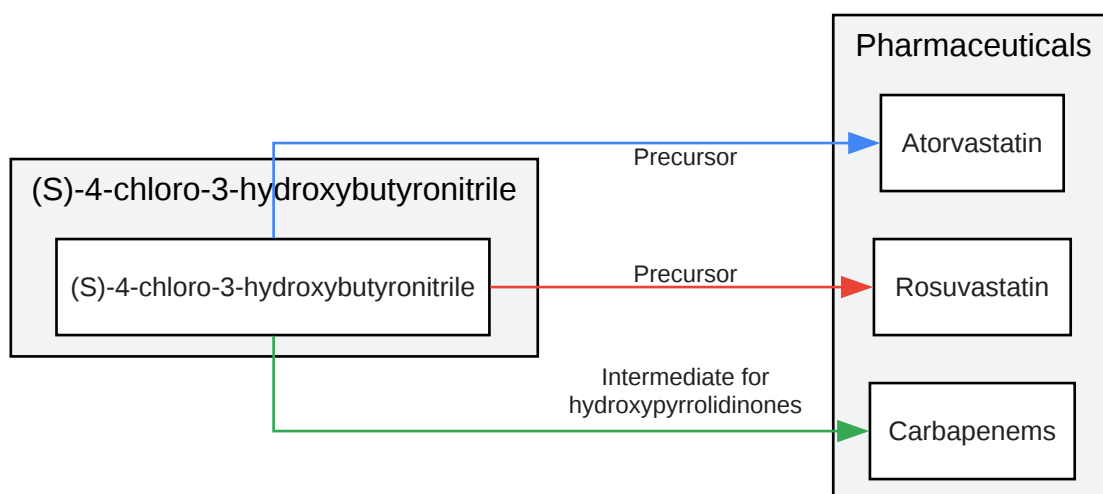 Pharmaceuticals
Atorvastatin
Precursor
(S)-4-chloro-3-hydroxybutyronitrile
(S)-4-chloro-3-hydroxybutyronitrile
Precursor
Rosuvastatin
Intermediate for
hydroxypyrrolidinones
Carbapenems